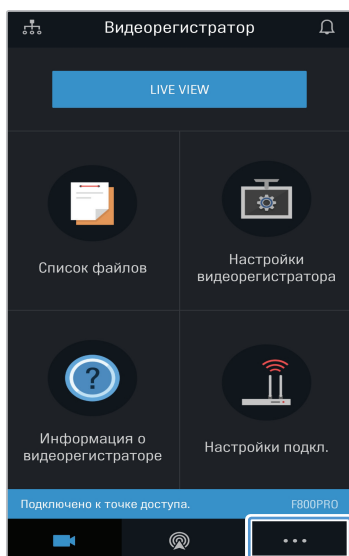 Видеорегистратор
LIVE VIEW
Список файлов
Настройки
видеорегистратора
Информация о
видеорегистраторе
Настройки подкл.
Подключено к точке доступа. F800PRO